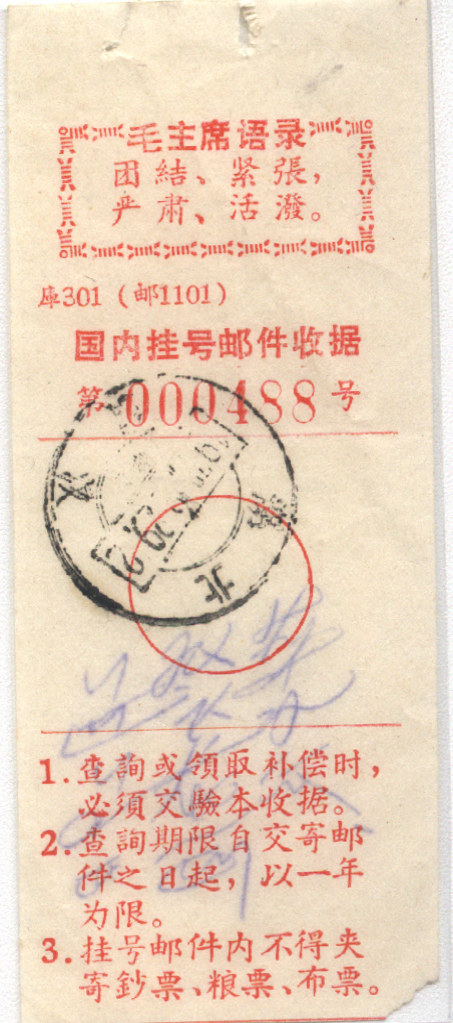 毛主席语录
团結、紧張，
严肃、活潑。
庫301（邮1101）
国内挂号邮件收据
第000488号
北
1.查詢或領取补偿时，
必须交驗本收据。
2.查詢期限自交寄邮
件之日起，以一年
为限。
3.挂号邮件内不得夹
寄鈔票、粮票、布票。